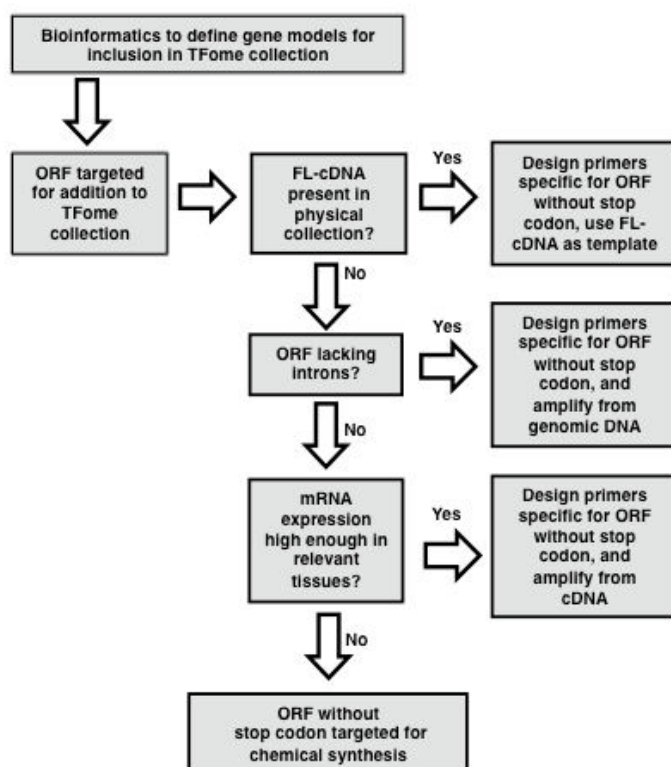 Bioinformatics to define gene models for
inclusion in TFome collection
ORF targeted
for addition to
TFome
collection
FL-cDNA
present in
physical
collection?
Yes
Design primers
specific for ORF
without stop
codon, use FL-
cDNA as template
No
ORF lacking
introns?
Yes
Design primers
specific for ORF
without stop
codon, and
amplify from
genomic DNA
No
mRNA
expression
high enough in
relevant
tissues?
Yes
Design primers
specific for ORF
without stop
codon, and
amplify from
cDNA
No
ORF without
stop codon targeted for
chemical synthesis